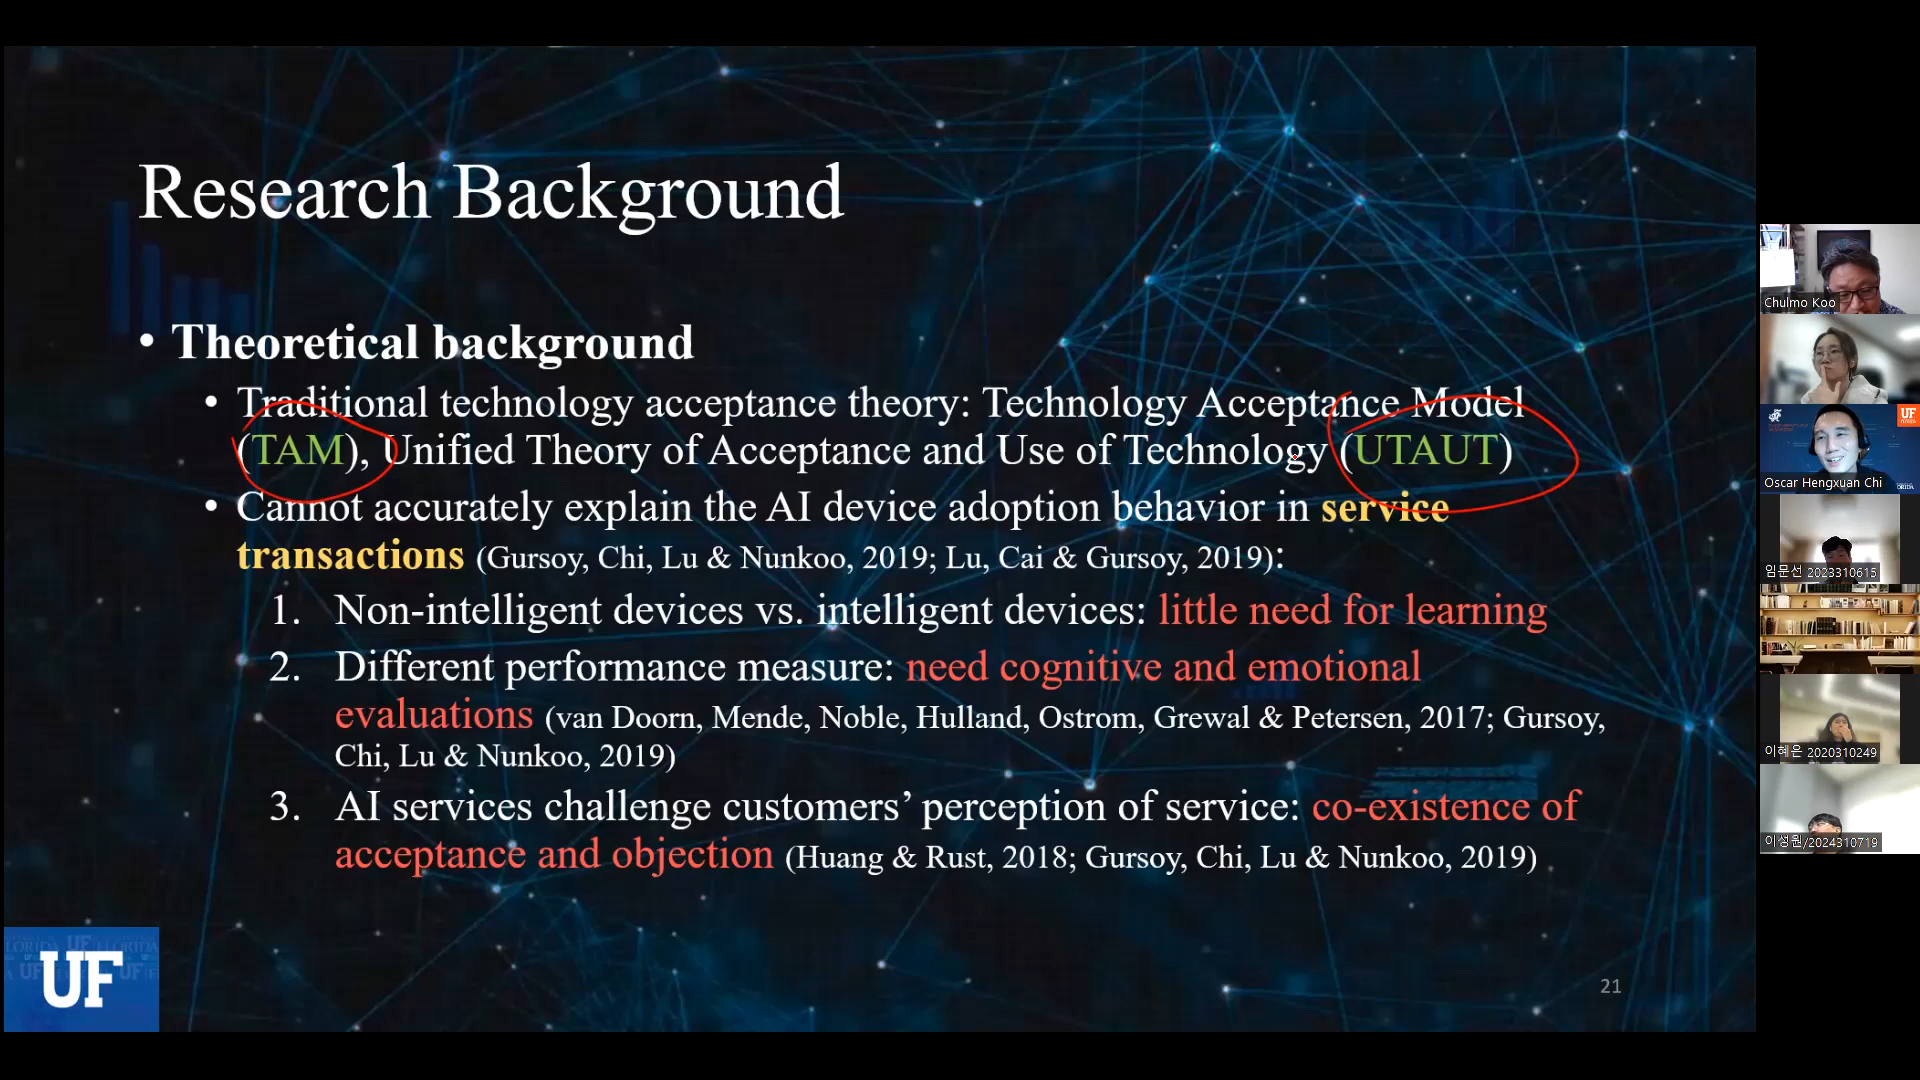 Research Background
• Theoretical background
• Traditional technology acceptance theory: Technology Acceptance Model
(TAM), Unified Theory of Acceptance and Use of Technology (UTAUT)
• Cannot accurately explain the AI device adoption behavior in service
transactions (Gursoy, Chi, Lu & Nunkoo, 2019; Lu, Cai & Gursoy, 2019):
1. Non-intelligent devices vs. intelligent devices: little need for learning
2. Different performance measure: need cognitive and emotional
evaluations (van Doorn, Mende, Noble, Hulland, Ostrom, Grewal & Petersen, 2017; Gursoy,
Chi, Lu & Nunkoo, 2019)
3. AI services challenge customers’ perception of service: co-existence of
acceptance and objection (Huang & Rust, 2018; Gursoy, Chi, Lu & Nunkoo, 2019)
UF
21
Chulmo Koo
UF
Oscar Hengxuan Chi
임문선 2023310615
이혜은 2020310249
이성원/2024310719